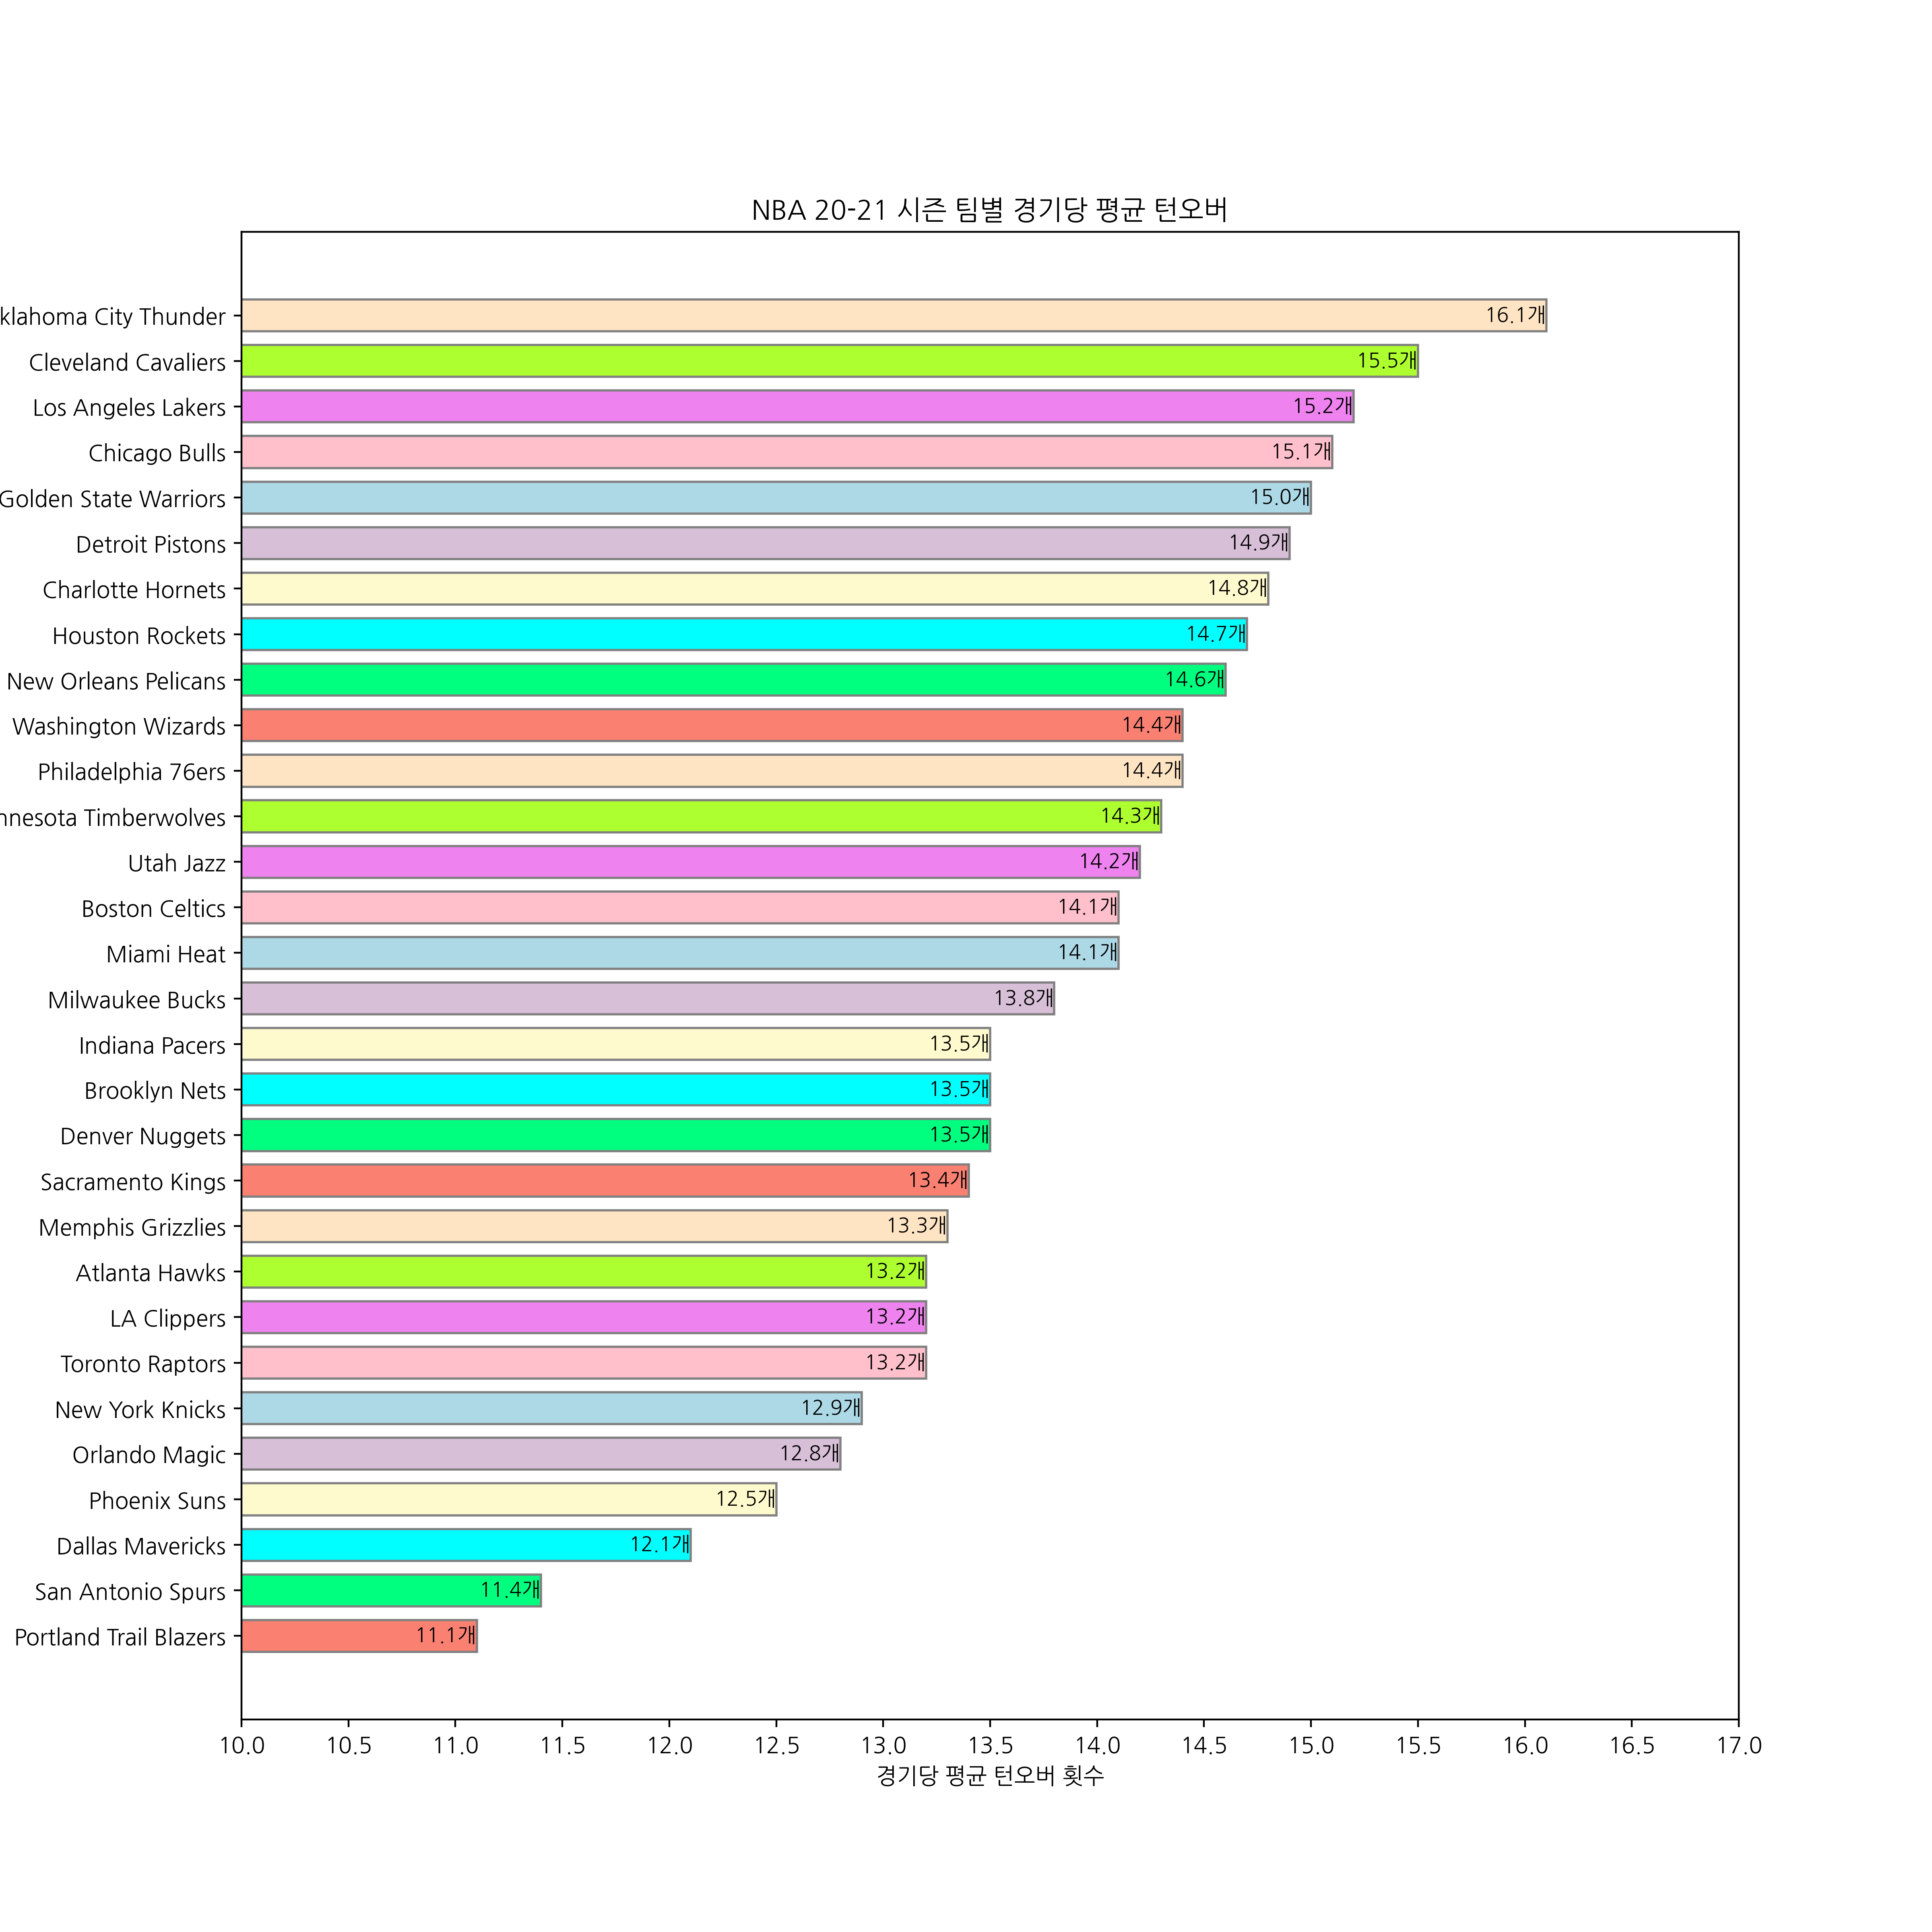 NBA 20-21 시즌 팀별 경기당 평균 턴오버
klahoma City Thunder 16.1개
Cleveland Cavaliers 15.5개
Los Angeles Lakers 15.2개
Chicago Bulls 15.1개
Golden State Warriors 15.0개
Detroit Pistons 14.9개
Charlotte Hornets 14.8개
Houston Rockets 14.7개
New Orleans Pelicans 14.6개
Washington Wizards 14.4개
Philadelphia 76ers 14.4개
nnesota Timberwolves 14.3개
Utah Jazz 14.2개
Boston Celtics 14.1개
Miami Heat 14.1개
Milwaukee Bucks 13.8개
Indiana Pacers 13.5개
Brooklyn Nets 13.5개
Denver Nuggets 13.5개
Sacramento Kings 13.4개
Memphis Grizzlies 13.3개
Atlanta Hawks 13.2개
LA Clippers 13.2개
Toronto Raptors 13.2개
New York Knicks 12.9개
Orlando Magic 12.8개
Phoenix Suns 12.5개
Dallas Mavericks 12.1개
San Antonio Spurs 11.4개
Portland Trail Blazers 11.1개
10.0 10.5 11.0 11.5 12.0 12.5 13.0 13.5 14.0 14.5 15.0 15.5 16.0 16.5 17.0
경기당 평균 턴오버 횟수